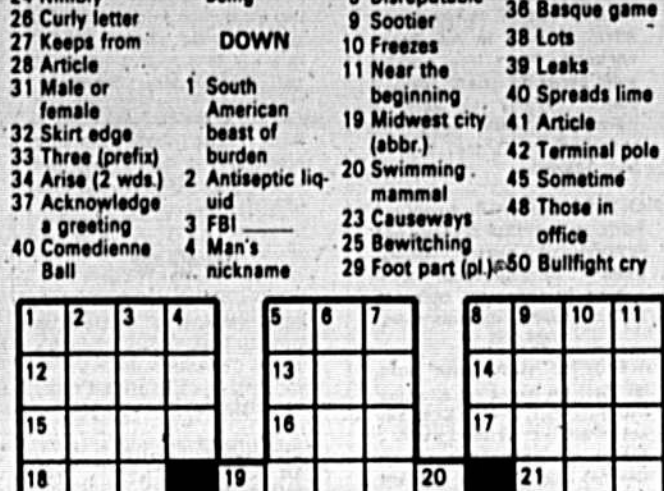 26 Curly letter
27 Keeps from
28 Article
31 Male or
female
32 Skirt edge
33 Three (prefix)
34 Arise (2 wds.)
37 Acknowledge
a greeting
40 Comedienne
Ball
being
DOWN
1 South
American
beast of
burden
2 Antiseptic liq-
uid
3 FBI _____
4 Man's
nickname
9 Sootier
10 Freezes
11 Near the
beginning
19 Midwest city
(abbr.)
20 Swimming
mammal
23 Causeways
25 Bewitching
29 Foot part (pl.)
36 Basque game
38 Lots
39 Leaks
40 Spreads lime
41 Article
42 Terminal pole
45 Sometime
48 Those in
office
50 Bullfight cry
1 2 3 4 5 6 7 8 9 10 11
12 13 14
15 16 17
18 19 20 21